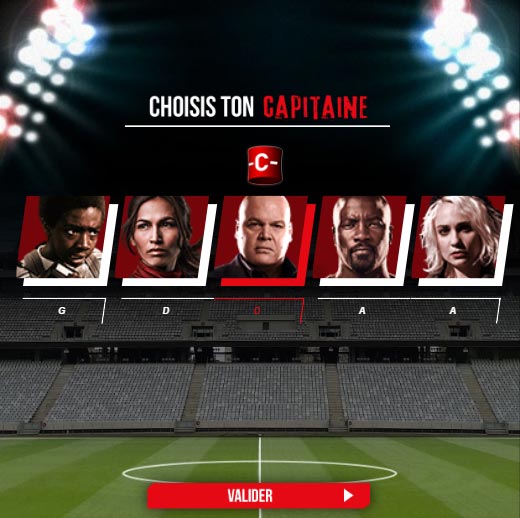 CHOISIS TON CAPITAINE
-C-
G D D A A
VALIDER